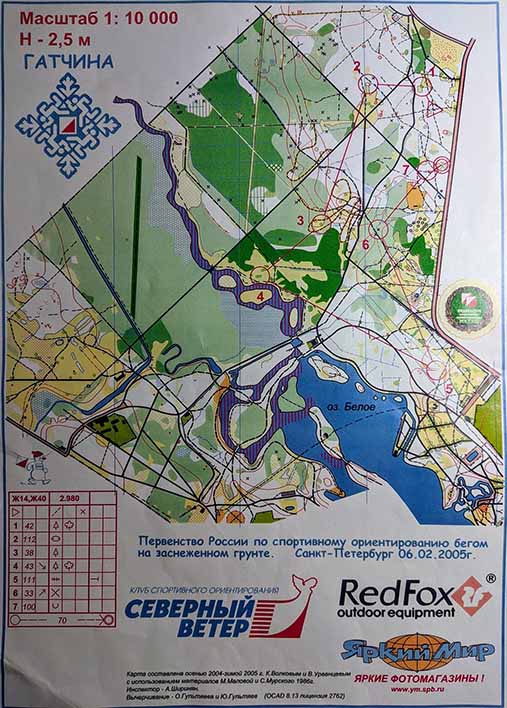 Масштаб 1: 10 000
Н - 2,5 м
ГАТЧИНА
2
1
7
3
6
4
5
оз. Белое
Ж14,Ж40 2.980
1 42
2 112
3 38
4 43
5 111
6 33
7 100
70
Первенство России по спортивному ориентированию бегом
на заснеженном грунте. Санкт-Петербург 06.02.2005г.
КЛУБ СПОРТИВНОГО ОРИЕНТИРОВАНИЯ
СЕВЕРНЫЙ
ВЕТЕР
RedFox®
outdoor equipment
Яркий Мир
ЯРКИЕ ФОТОМАГАЗИНЫ !
www.ym.spb.ru
Карта составлена осенью 2004-зимой 2005 г. К.Волковым и В.Урванцевым
с использованием материалов М.Маловой и С.Мурского 1986г.
Инспектор - А.Ширинян.
Вычерчивание - О.Гультяева и Ю.Гультяев (OCAD 8.13 лицензия 2762)